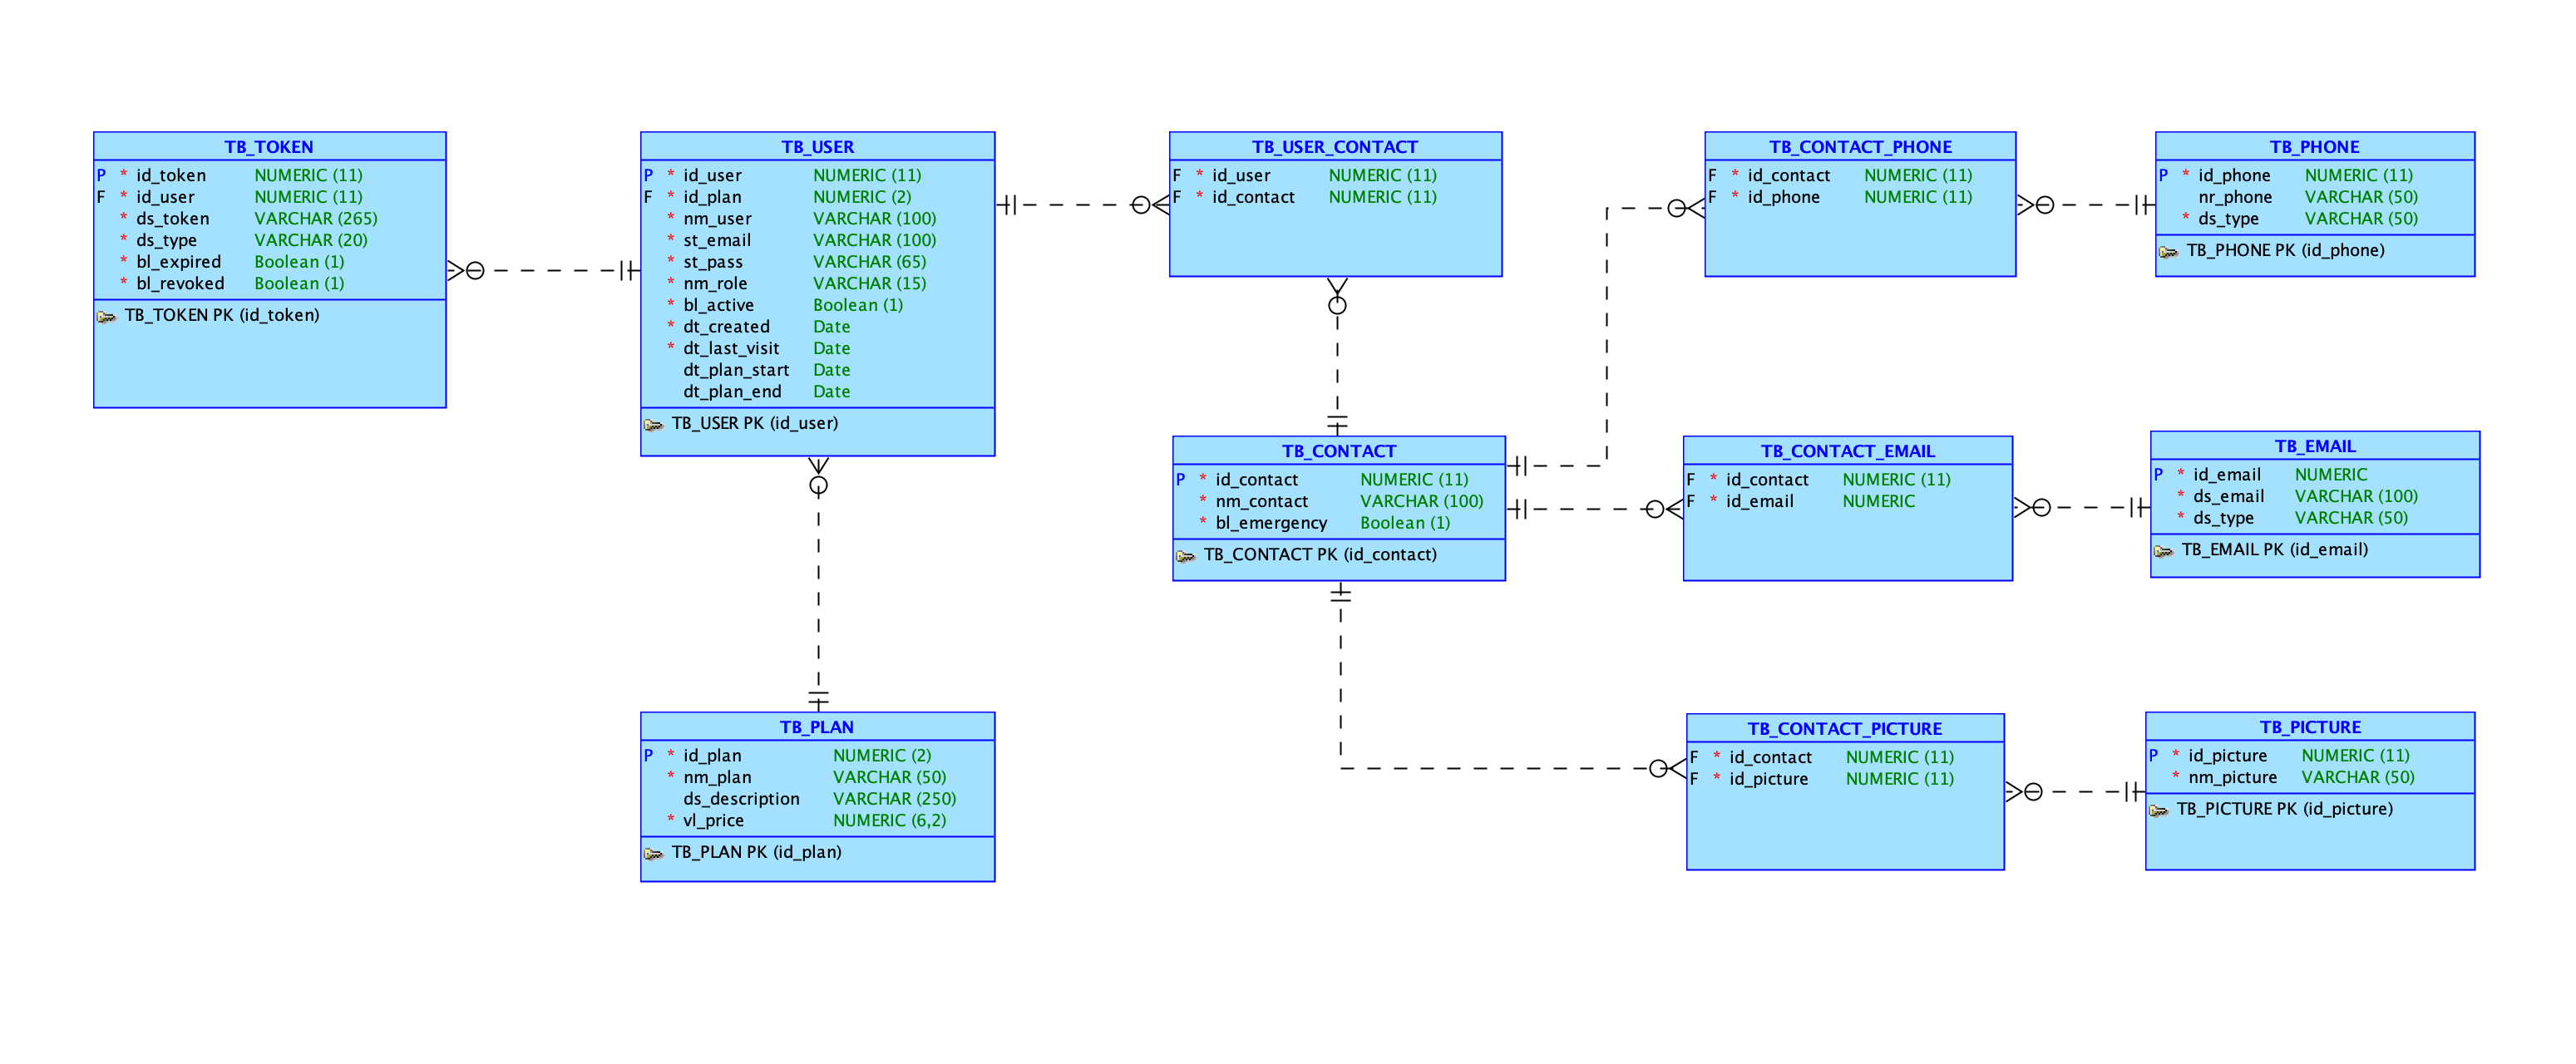 TB_TOKEN
P * id_token NUMERIC (11)
F * id_user NUMERIC (11)
* ds_token VARCHAR (265)
* ds_type VARCHAR (20)
* bl_expired Boolean (1)
* bl_revoked Boolean (1)
TB_TOKEN PK (id_token)
TB_USER
P * id_user NUMERIC (11)
F * id_plan NUMERIC (2)
* nm_user VARCHAR (100)
* st_email VARCHAR (100)
* st_pass VARCHAR (65)
* nm_role VARCHAR (15)
* bl_active Boolean (1)
* dt_created Date
* dt_last_visit Date
dt_plan_start Date
dt_plan_end Date
TB_USER PK (id_user)
TB_USER_CONTACT
F * id_user NUMERIC (11)
F * id_contact NUMERIC (11)
TB_CONTACT_PHONE
F * id_contact NUMERIC (11)
F * id_phone NUMERIC (11)
TB_PHONE
P * id_phone NUMERIC (11)
nr_phone VARCHAR (50)
* ds_type VARCHAR (50)
TB_PHONE PK (id_phone)
TB_CONTACT
P * id_contact NUMERIC (11)
* nm_contact VARCHAR (100)
* bl_emergency Boolean (1)
TB_CONTACT PK (id_contact)
TB_CONTACT_EMAIL
F * id_contact NUMERIC (11)
F * id_email NUMERIC
TB_EMAIL
P * id_email NUMERIC
* ds_email VARCHAR (100)
* ds_type VARCHAR (50)
TB_EMAIL PK (id_email)
TB_PLAN
P * id_plan NUMERIC (2)
* nm_plan VARCHAR (50)
ds_description VARCHAR (250)
* vl_price NUMERIC (6,2)
TB_PLAN PK (id_plan)
TB_CONTACT_PICTURE
F * id_contact NUMERIC (11)
F * id_picture NUMERIC (11)
TB_PICTURE
P * id_picture NUMERIC (11)
* nm_picture VARCHAR (50)
TB_PICTURE PK (id_picture)